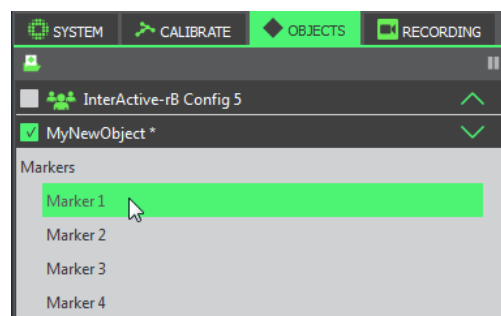 SYSTEM CALIBRATE OBJECTS RECORDING
InterActive-rB Config 5
MyNewObject *
Markers
Marker 1
Marker 2
Marker 3
Marker 4